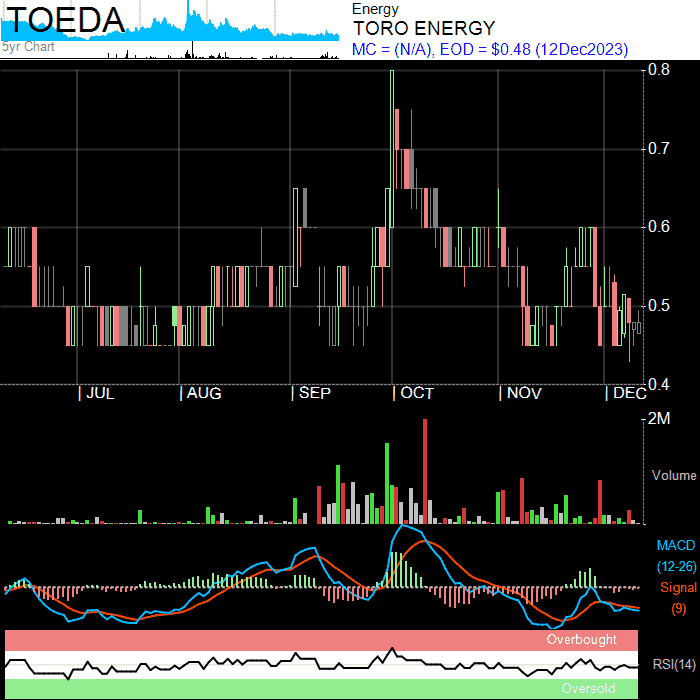 TOEDA
5yr Chart
Energy
TORO ENERGY
MC = (N/A), EOD = $0.48 (12Dec2023)
0.8
0.7
0.6
0.5
0.4
| JUL | AUG | SEP | OCT | NOV | DEC
2M
Volume
MACD
(12-26)
Signal
(9)
Overbought
RSI(14)
Oversold